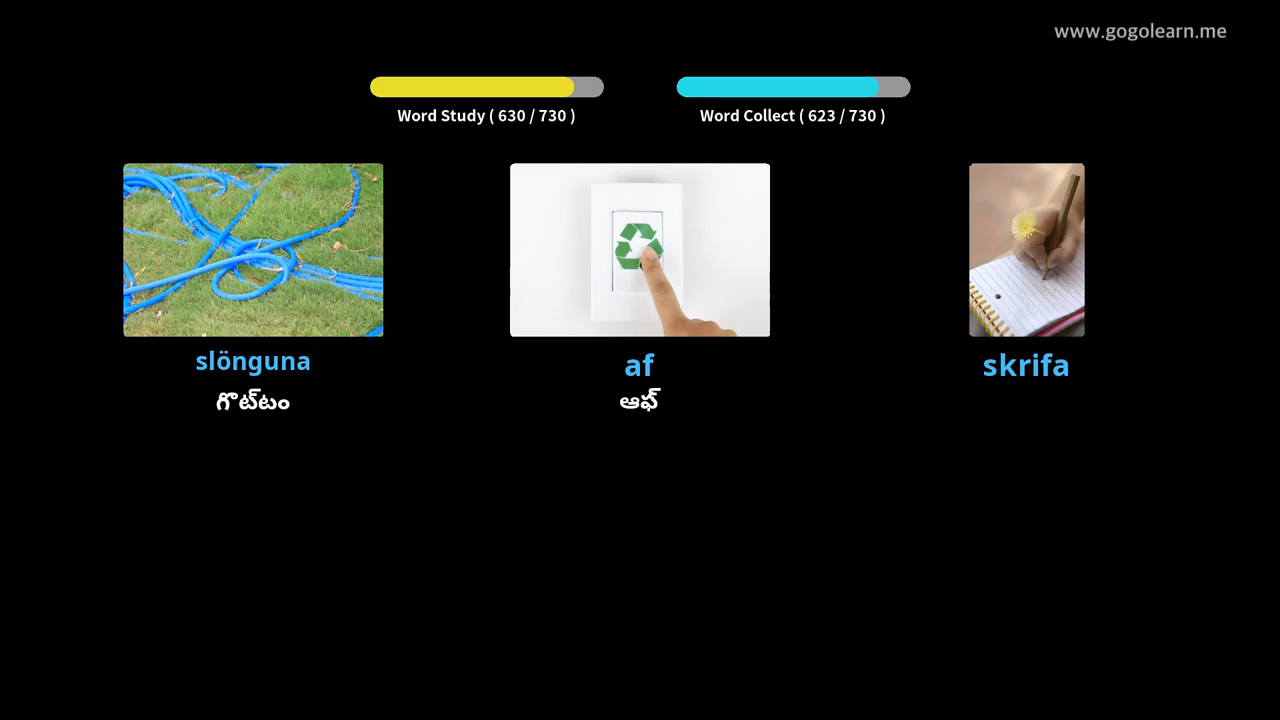 www.gogolearn.me
Word Study ( 630 / 730 )
Word Collect ( 623 / 730 )
slönguna
గొట్టం
af
ఆఫ్
skrifa